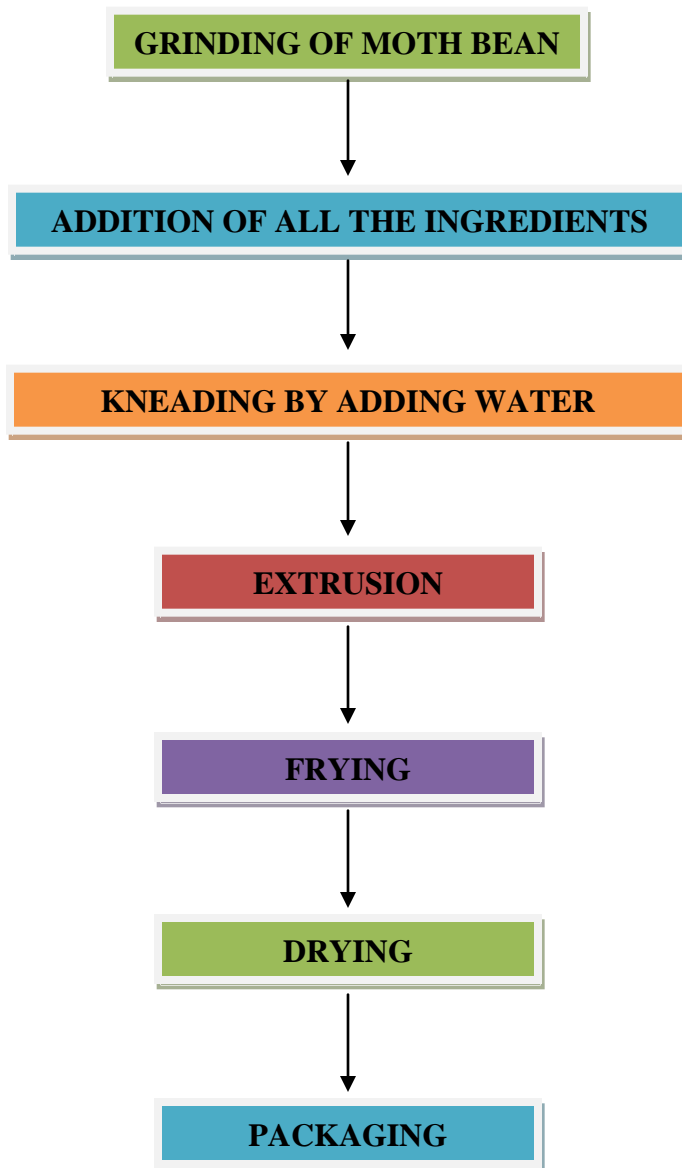 GRINDING OF MOTH BEAN
ADDITION OF ALL THE INGREDIENTS
KNEADING BY ADDING WATER
EXTRUSION
FRYING
DRYING
PACKAGING